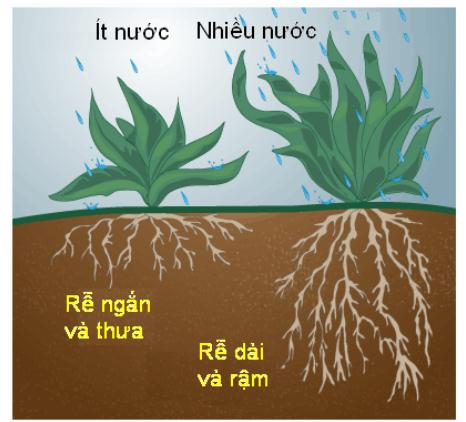 Ít nước
Nhiều nước
Rễ ngắn
và thưa
Rễ dài
và rậm